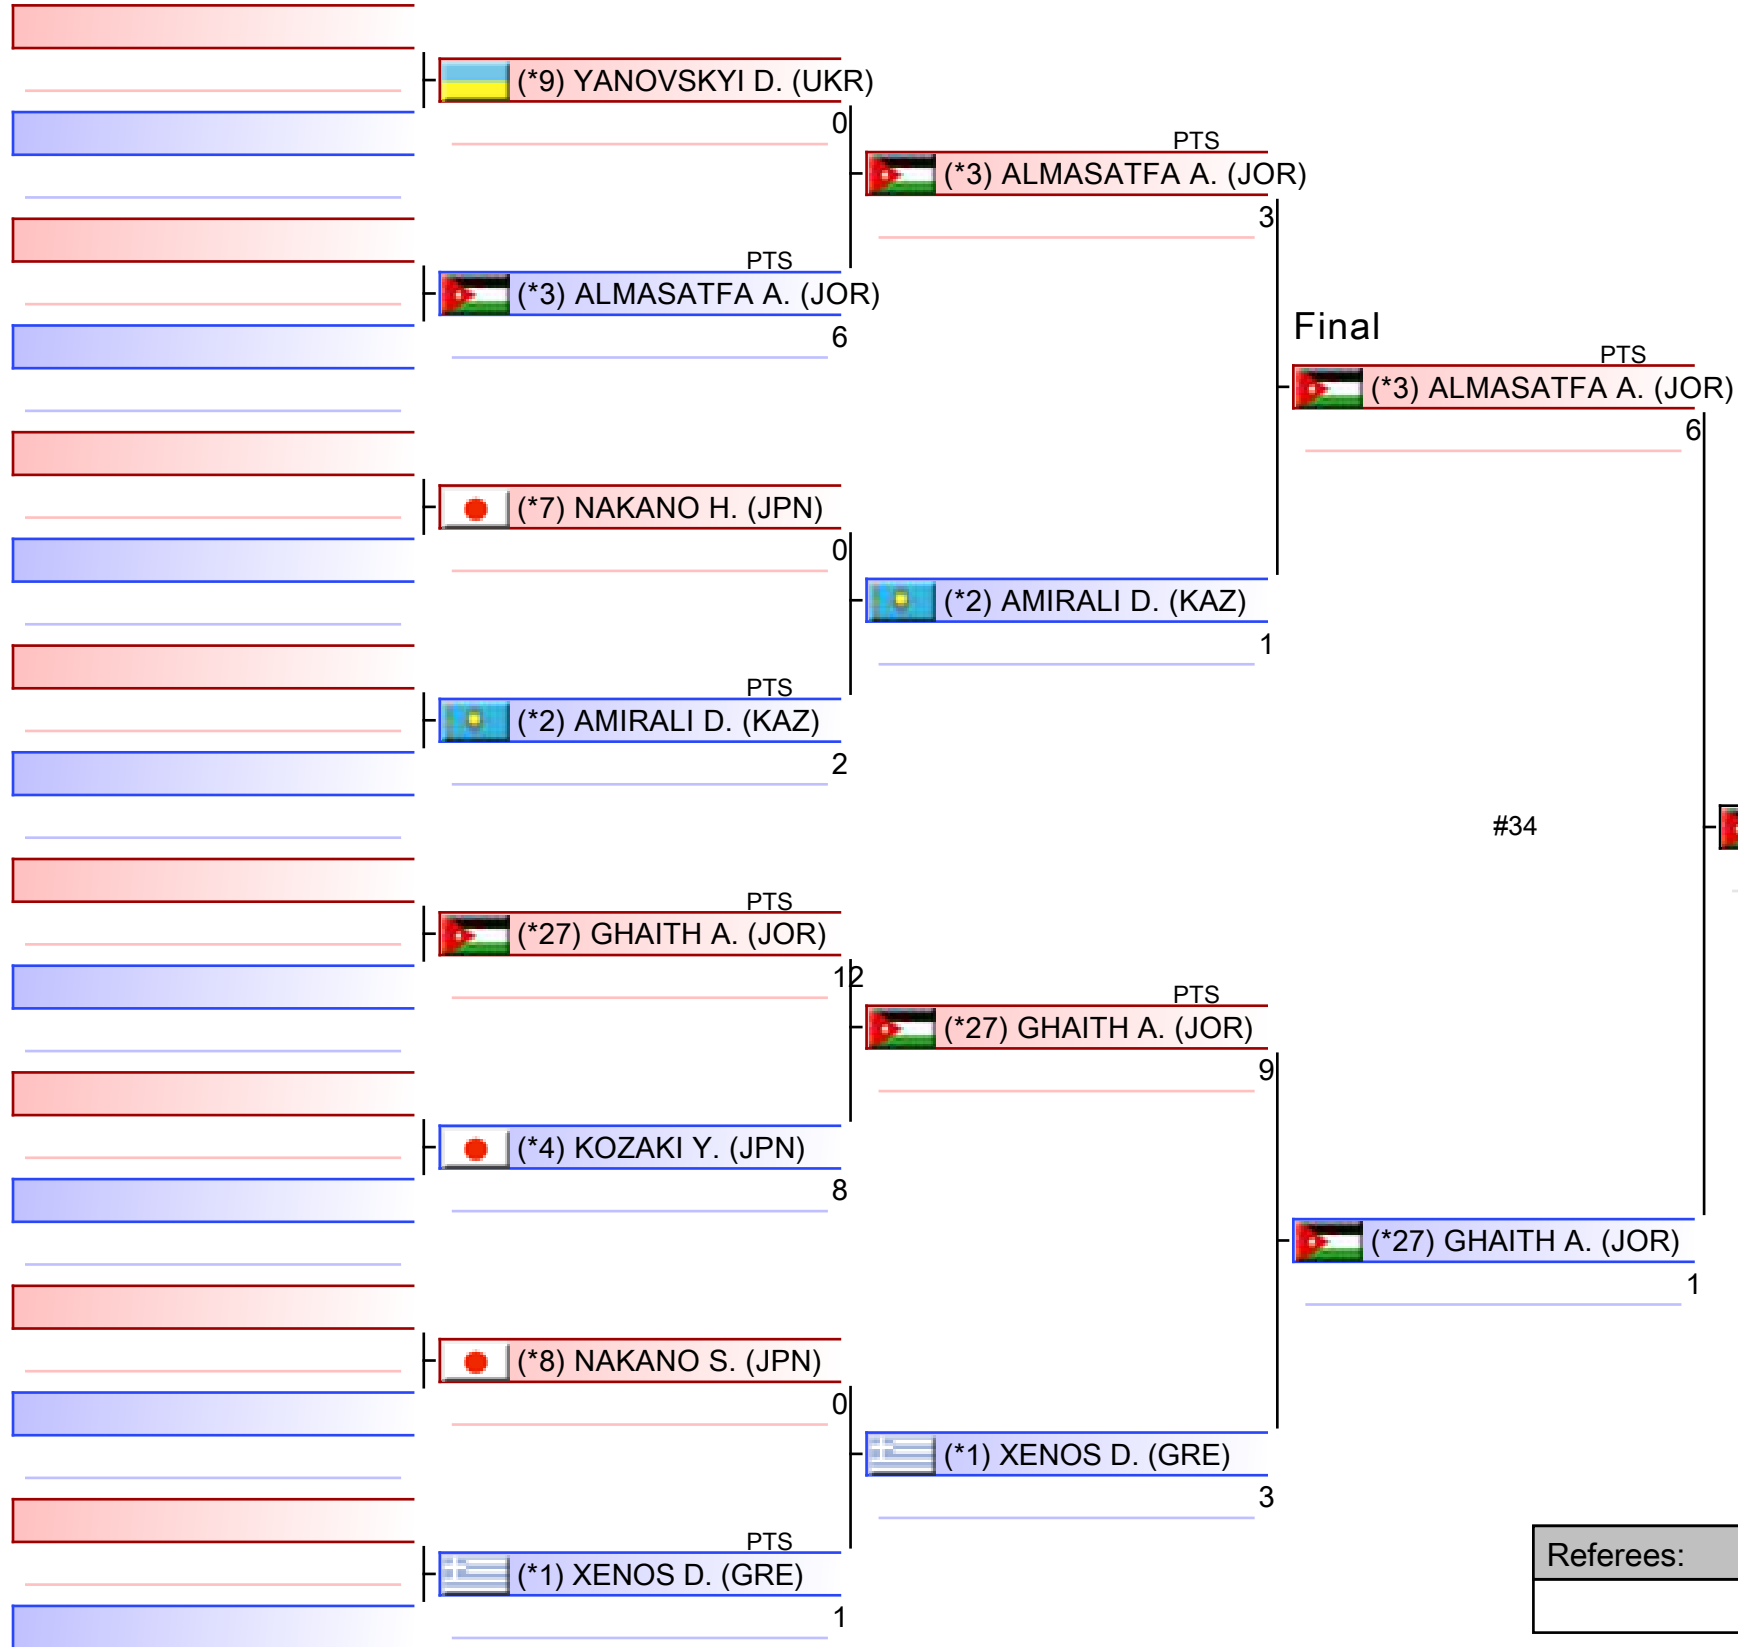 (*9) YANOVSKYI D. (UKR)
0
PTS
(*3) ALMASATFA A. (JOR)
3
PTS
(*3) ALMASATFA A. (JOR)
6
Final
PTS
(*3) ALMASATFA A. (JOR)
6
(*7) NAKANO H. (JPN)
0
(*2) AMIRALI D. (KAZ)
1
PTS
(*2) AMIRALI D. (KAZ)
2
#34
PTS
(*27) GHAITH A. (JOR)
12
PTS
(*27) GHAITH A. (JOR)
9
(*4) KOZAKI Y. (JPN)
8
(*27) GHAITH A. (JOR)
1
(*8) NAKANO S. (JPN)
0
(*1) XENOS D. (GRE)
3
PTS
(*1) XENOS D. (GRE)
1
Referees: